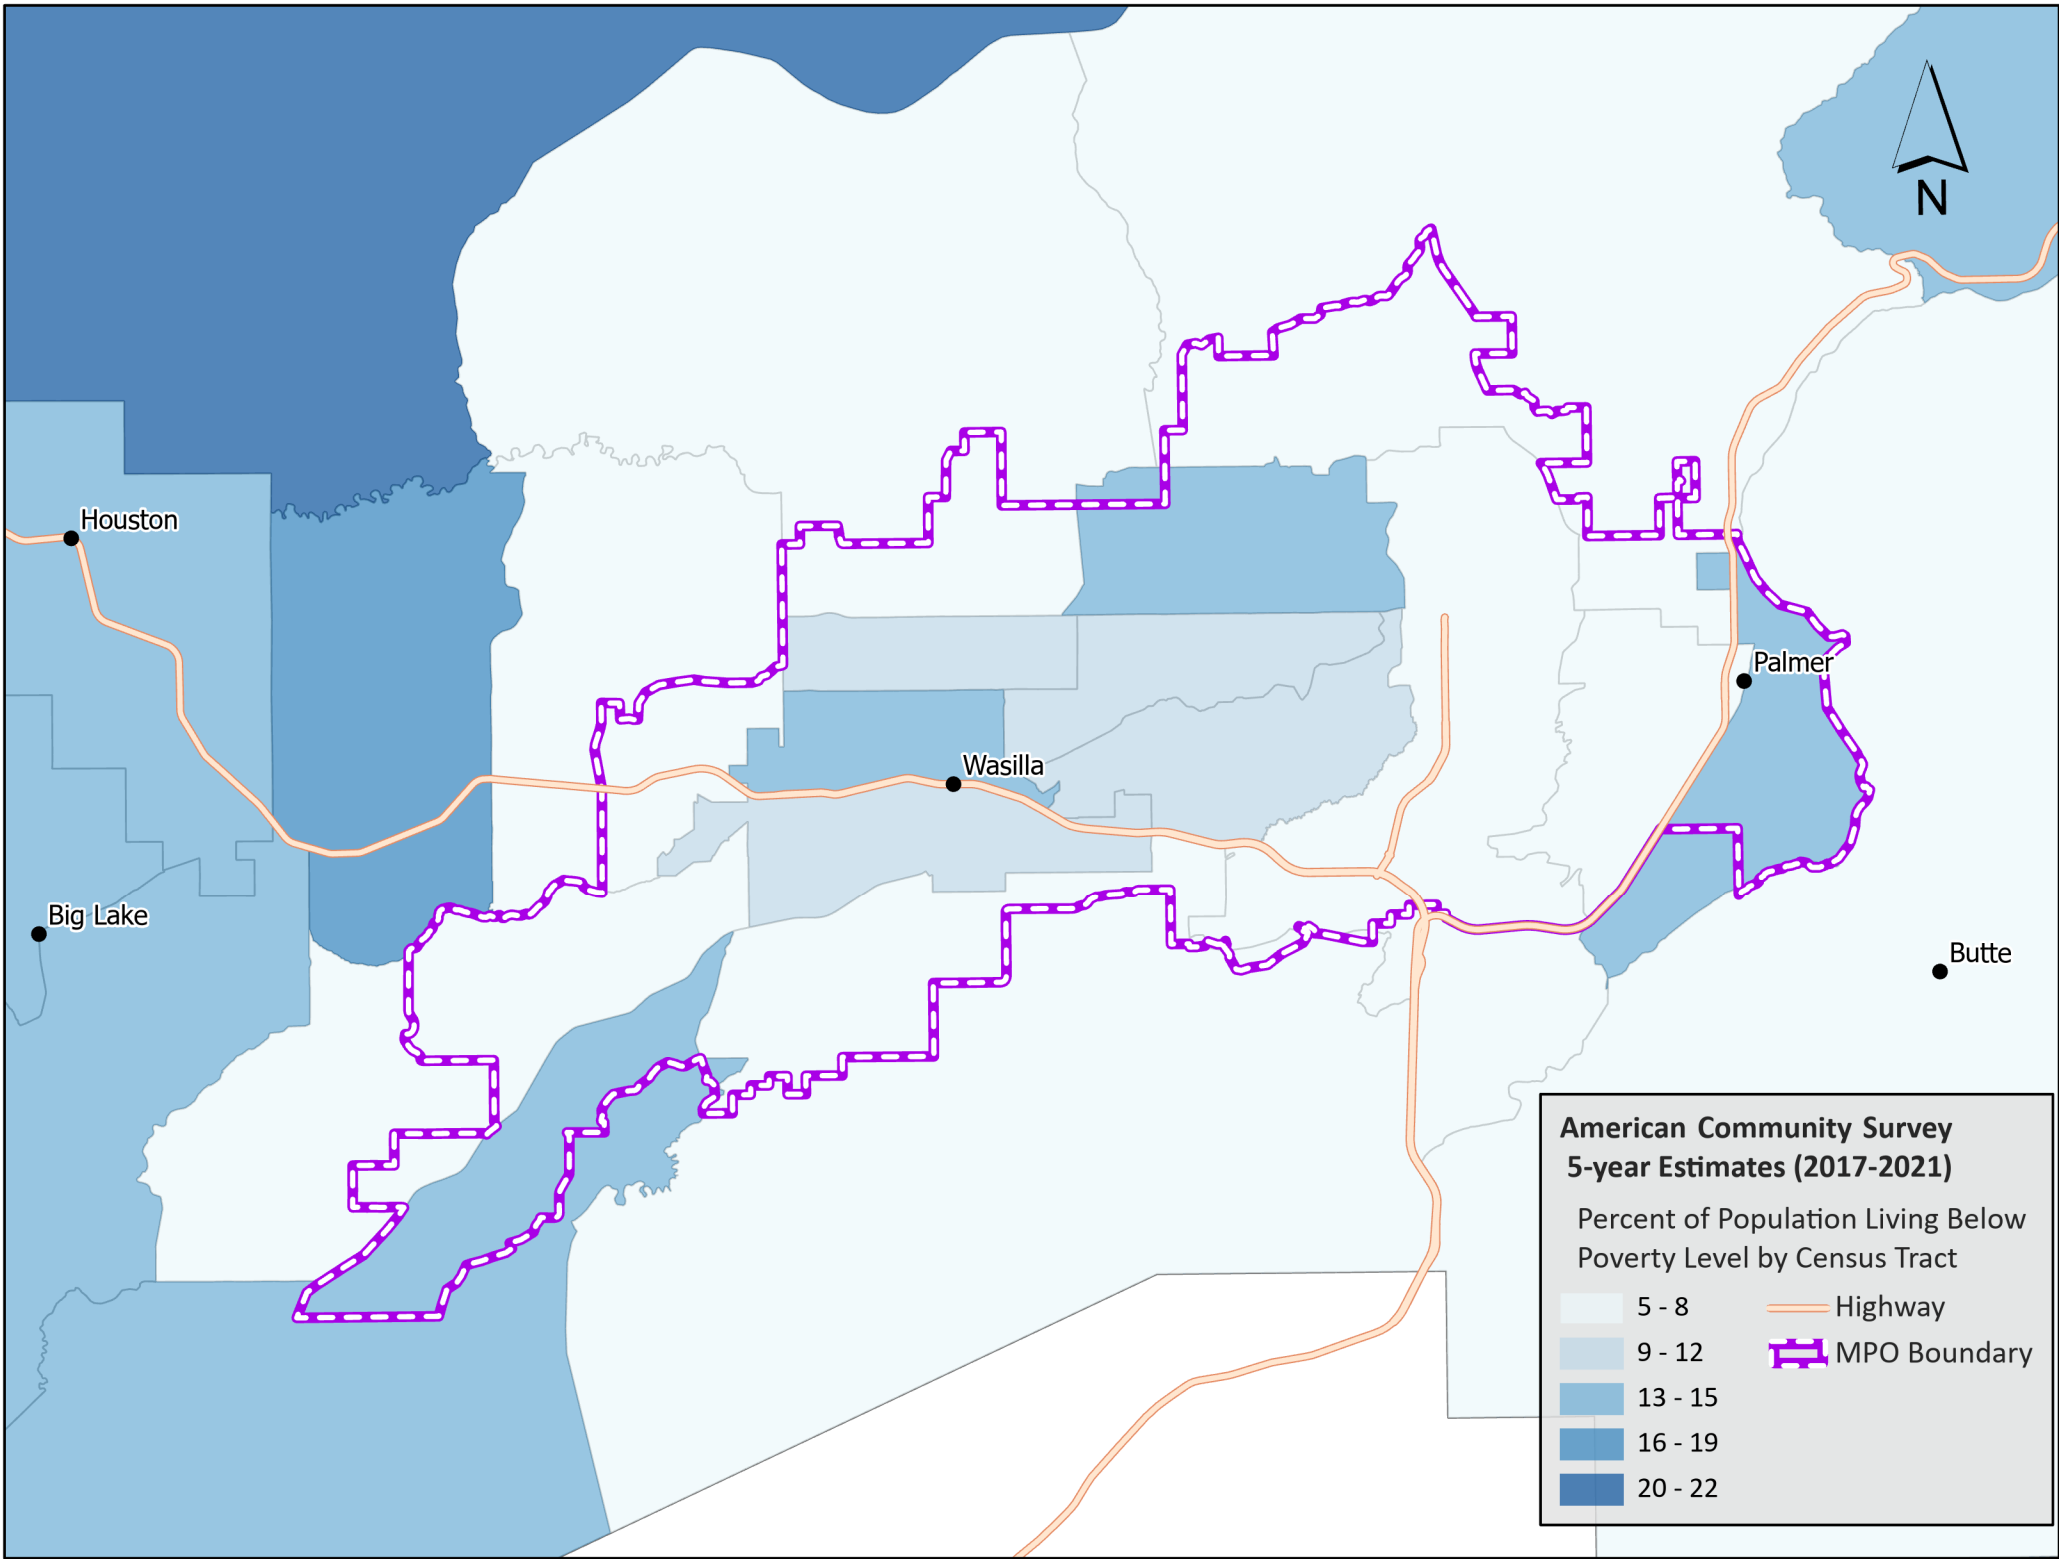 N
Houston
Palmer
Wasilla
Big Lake
Butte
American Community Survey
5-year Estimates (2017-2021)
Percent of Population Living Below
Poverty Level by Census Tract
5 - 8
Highway
9 - 12
MPO Boundary
13 - 15
16 - 19
20 - 22